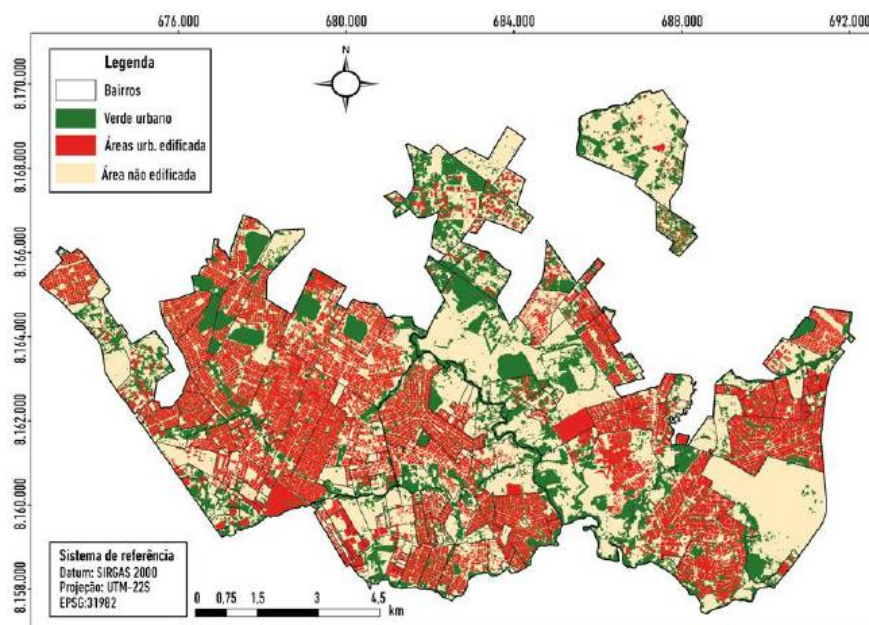 676.000 680.000 684.000 688.000 692.000
N
Legenda
Bairros
Verde urbano
Áreas urb. edificada
Área não edificada
8.170.000
8.168.000
8.166.000
8.164.000
8.162.000
8.160.000
8.158.000
Sistema de referência
Datum: SIRGAS 2000
Projeção: UTM-22S
EPSG:31982
0 0,75 1,5 3 4,5
km